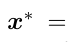 x* =